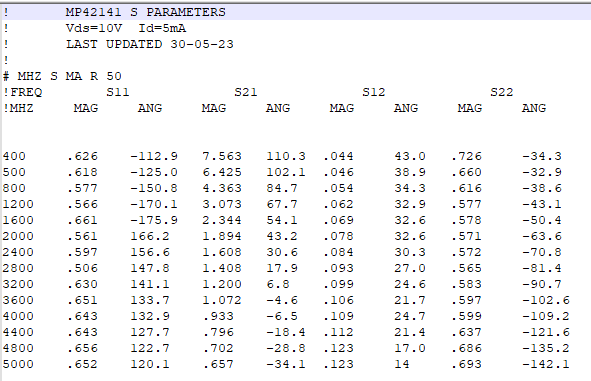 ! MP42141 S PARAMETERS
! Vds=10V Id=5mA
! LAST UPDATED 30-05-23
!
# MHZ S MA R 50
!FREQ S11 S21 S12 S22
!MHZ MAG ANG MAG ANG MAG ANG MAG ANG
400 .626 -112.9 7.563 110.3 .044 43.0 .726 -34.3
500 .618 -125.0 6.425 102.1 .046 38.9 .660 -32.9
800 .577 -150.8 4.363 84.7 .054 34.3 .616 -38.6
1200 .566 -170.1 3.073 67.7 .062 32.9 .577 -43.1
1600 .661 -175.9 2.344 54.1 .069 32.6 .578 -50.4
2000 .561 166.2 1.894 43.2 .078 32.6 .571 -63.6
2400 .597 156.6 1.608 30.6 .084 30.3 .572 -70.8
2800 .506 147.8 1.408 17.9 .093 27.0 .565 -81.4
3200 .630 141.1 1.200 6.8 .099 24.6 .583 -90.7
3600 .651 133.7 1.072 -4.6 .106 21.7 .597 -102.6
4000 .643 132.9 .933 -6.5 .109 24.7 .599 -109.2
4400 .643 127.7 .796 -18.4 .112 21.4 .637 -121.6
4800 .656 122.7 .702 -28.8 .123 17.0 .686 -135.2
5000 .652 120.1 .657 -34.1 .123 14 .693 -142.1